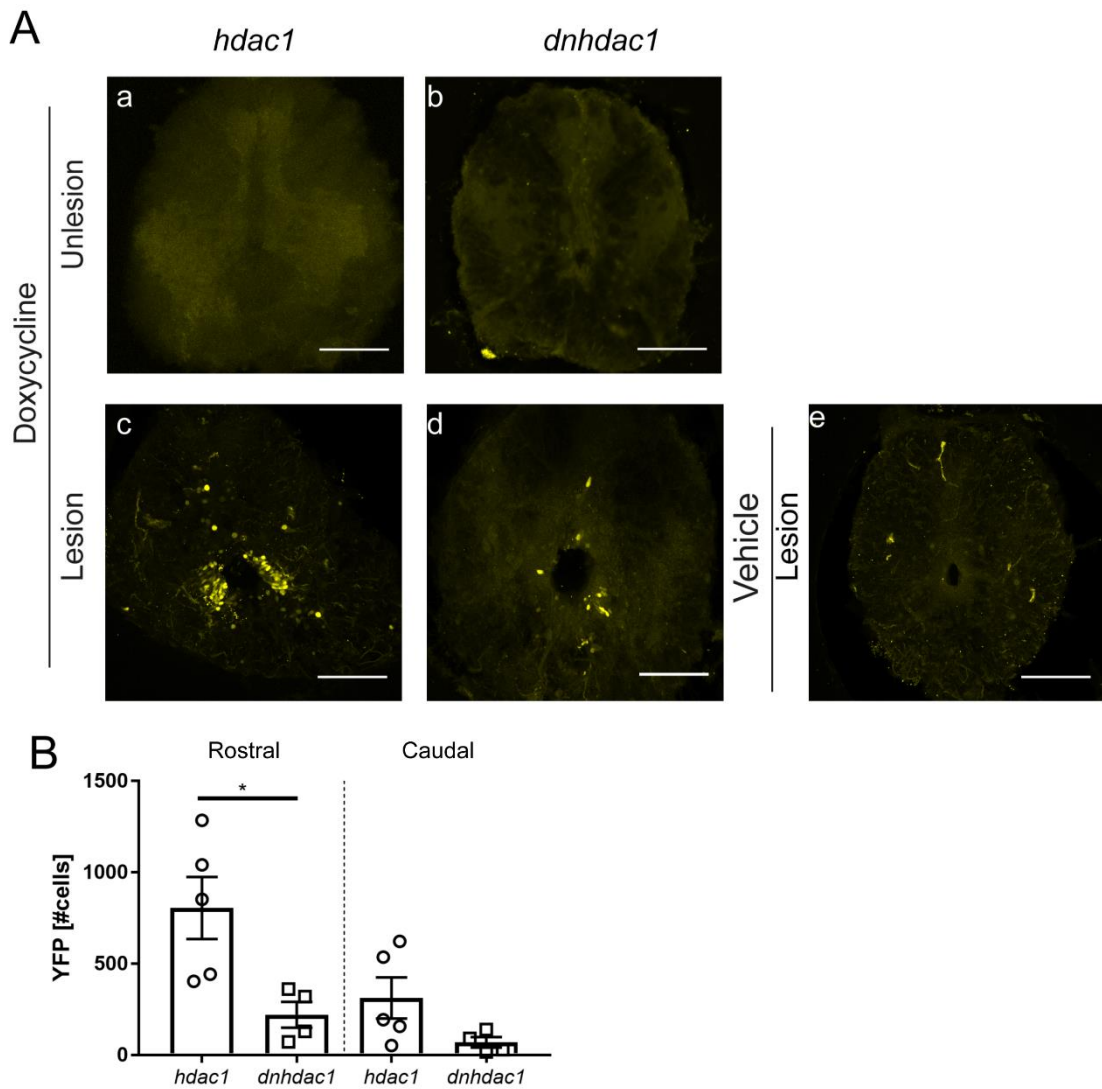 A
hdac1 dnhdac1
Doxycycline
Unlesion
a
b
Lesion
c
d
Vehicle
Lesion
e
B
Rostral Caudal
YFP [#cells]
1500
1000
500
0
*
hdac1 dnhdac1 hdac1 dnhdac1